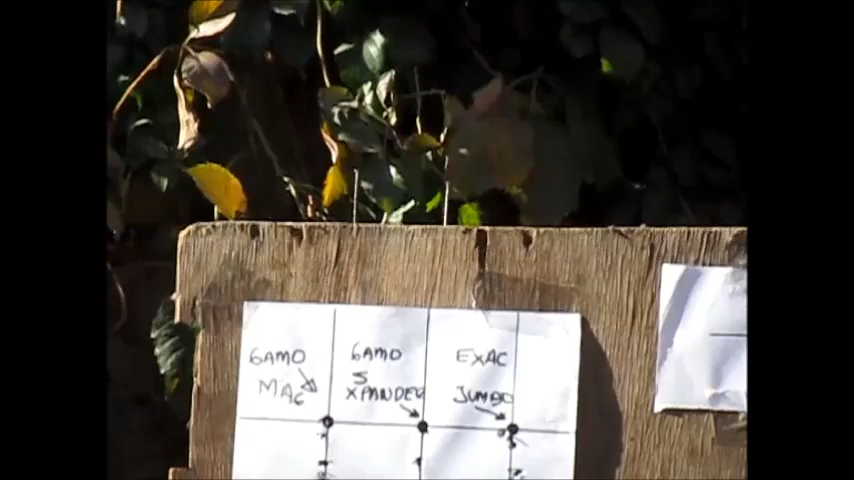 GAMO
MAG
GAMO
S
XPANDER
EXAC
JUMBO